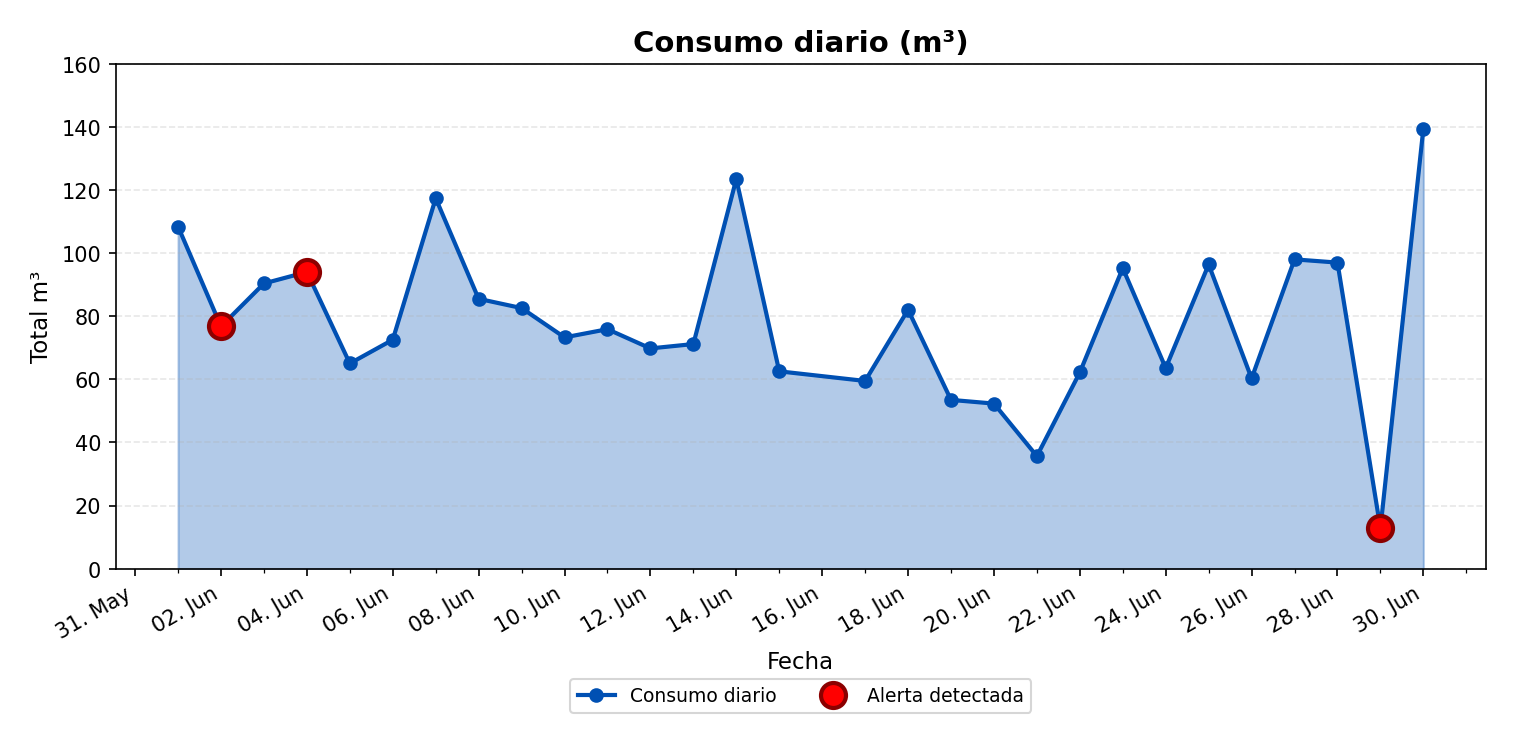 Consumo diario (m³)
Total m³
160
140
120
100
80
60
40
20
0
31. May
02. Jun
04. Jun
06. Jun
08. Jun
10. Jun
12. Jun
14. Jun
16. Jun
18. Jun
20. Jun
22. Jun
24. Jun
26. Jun
28. Jun
30. Jun
Fecha
Consumo diario
Alerta detectada